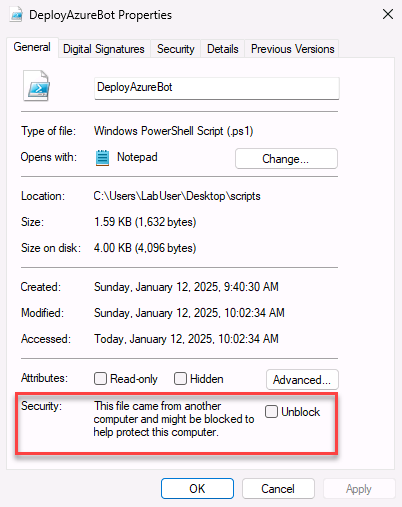 DeployAzureBot Properties
General Digital Signatures Security Details Previous Versions
DeployAzureBot
Type of file: Windows PowerShell Script (.ps1)
Opens with: Notepad Change...
Location: C:\Users\LabUser\Desktop\scripts
Size: 1.59 KB (1,632 bytes)
Size on disk: 4.00 KB (4,096 bytes)
Created: Sunday, January 12, 2025, 9:40:30 AM
Modified: Sunday, January 12, 2025, 10:02:34 AM
Accessed: Today, January 12, 2025, 10:02:34 AM
Attributes: Read-only Hidden Advanced...
Security: This file came from another
computer and might be blocked to Unblock
help protect this computer.
OK Cancel Apply